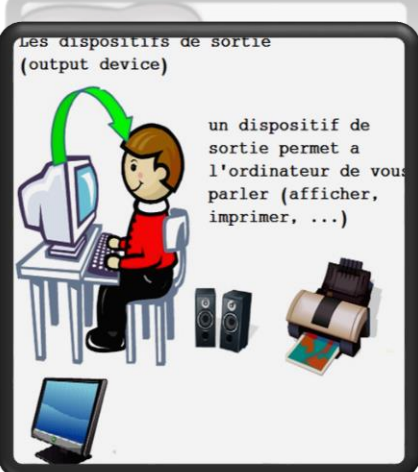 Les dispositifs de sortie
(output device)
un dispositif de
sortie permet a
l'ordinateur de vous
parler (afficher,
imprimer, ...)